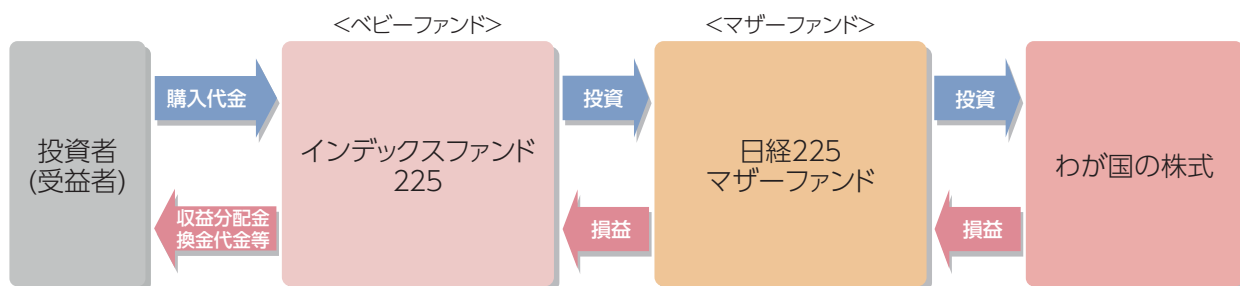 <ベビーファンド>
<マザーファンド>
投資者
(受益者)
購入代金
収益分配金
換金代金等
インデックスファンド
225
投資
損益
日経225
マザーファンド
投資
損益
わが国の株式